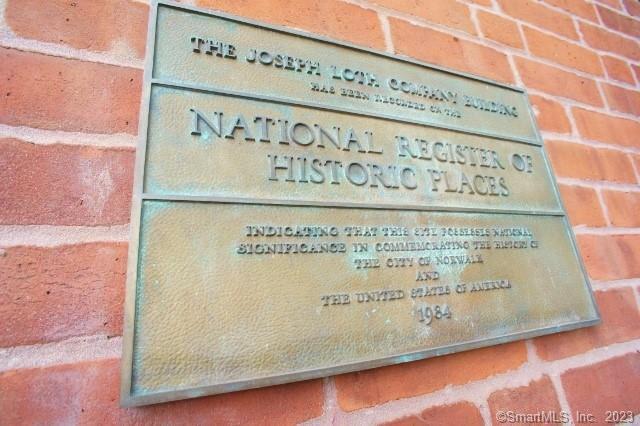 THE JOSEPH LOTH COMPANY BUILDING
HAS BEEN RECORDED ON THE
NATIONAL REGISTER OF
HISTORIC PLACES
INDICATING THAT THIS SITE POSSESSES NATIONAL
SIGNIFICANCE IN COMMEMORATING THE HISTORY OF
THE CITY OF NORWALK
AND
THE UNITED STATES OF AMERICA
1984
©SmartMLS, Inc. 2023